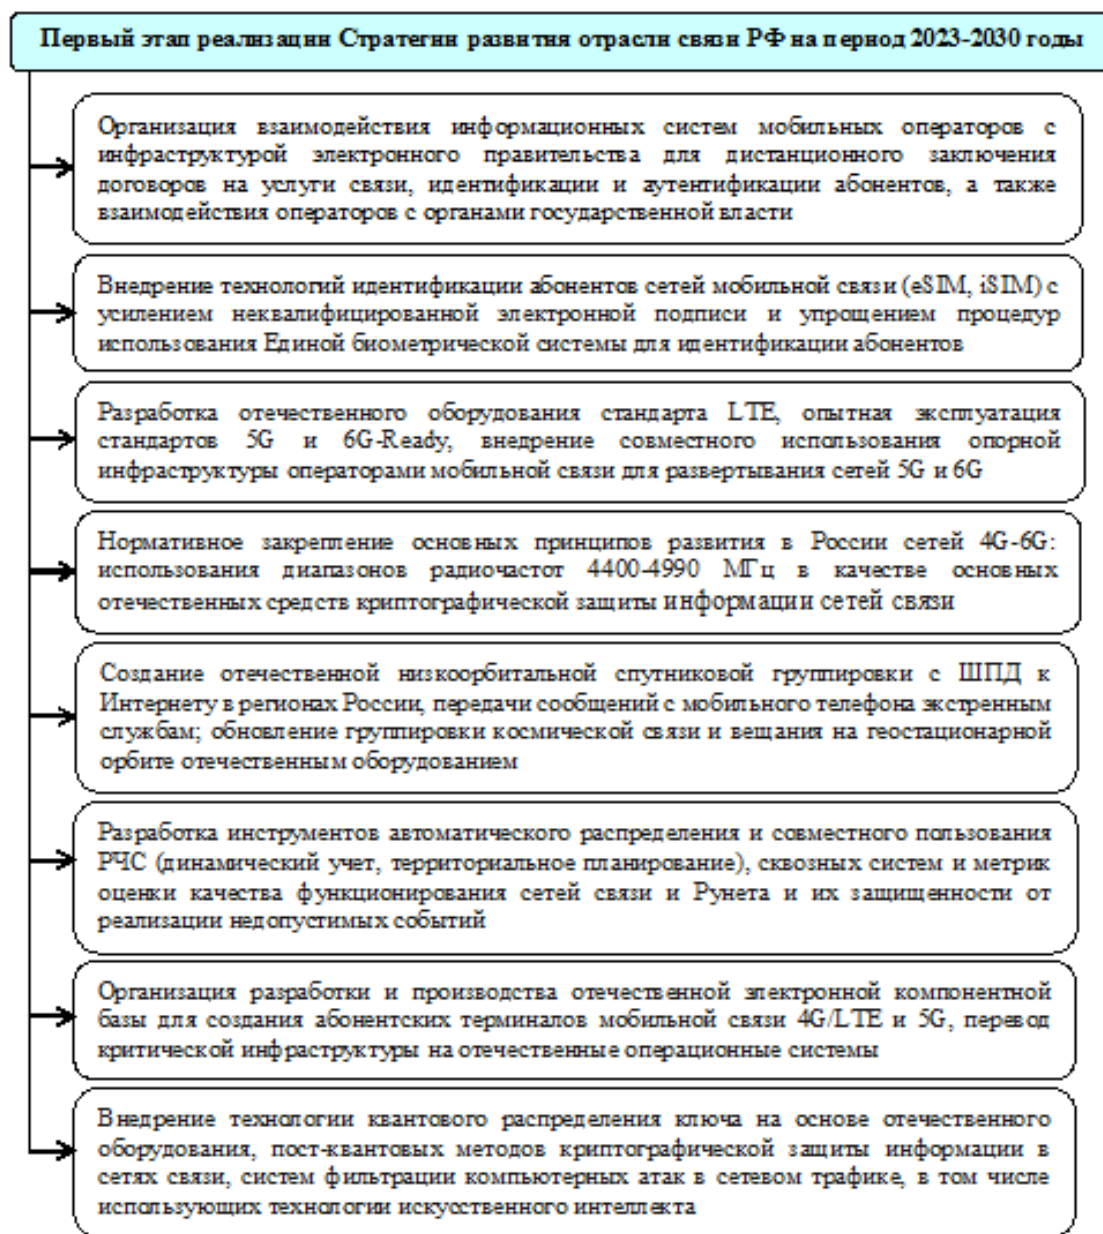 Первый этап реализации Стратегии развития отрасли связи РФ на период 2023-2030 годы
Организация взаимодействия информационных систем мобильных операторов с
инфраструктурой электронного правительства для дистанционного заключения
договоров на услуги связи, идентификации и аутентификации абонентов, а также
взаимодействия операторов с органами государственной власти
Внедрение технологий идентификации абонентов сетей мобильной связи (eSIM, iSIM) с
усилением неквалифицированной электронной подписи и упрощением процедур
использования Единой биометрической системы для идентификации абонентов
Разработка отечественного оборудования стандарта LTE, опытная эксплуатация
стандартов 5G и 6G-Ready, внедрение совместного использования опорной
инфраструктуры операторами мобильной связи для развертывания сетей 5G и 6G
Нормативное закрепление основных принципов развития в России сетей 4G-6G:
использования диапазонов радиочастот 4400-4990 МГц в качестве основных
отечественных средств криптографической защиты информации сетей связи
Создание отечественной низкоорбитальной спутниковой группировки с ШПД к
Интернету в регионах России, передачи сообщений с мобильного телефона экстренным
службам; обновление группировки космической связи и вещания на геостационарной
орбите отечественным оборудованием
Разработка инструментов автоматического распределения и совместного пользования
РЧС (динамический учет, территориальное планирование), сквозных систем и метрик
оценки качества функционирования сетей связи и Рунета и их защищенности от
реализации недопустимых событий
Организация разработки и производства отечественной электронной компонентной
базы для создания абонентских терминалов мобильной связи 4G/LTE и 5G, перевод
критической инфраструктуры на отечественные операционные системы
Внедрение технологии квантового распределения ключа на основе отечественного
оборудования, пост-квантовых методов криптографической защиты информации в
сетях связи, систем фильтрации компьютерных атак в сетевом трафике, в том числе
использующих технологии искусственного интеллекта